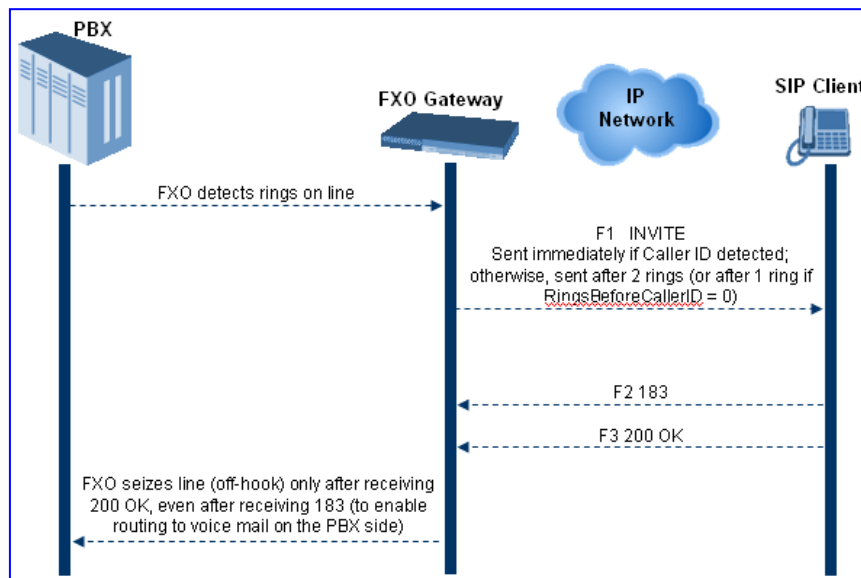 PBX
FXO Gateway
IP
Network
SIP Client
FXO detects rings on line
F1 INVITE
Sent immediately if Caller ID detected;
otherwise, sent after 2 rings (or after 1 ring if
RingsBeforeCallerID = 0)
F2 183
F3 200 OK
FXO seizes line (off-hook) only after receiving
200 OK, even after receiving 183 (to enable
routing to voice mail on the PBX side)